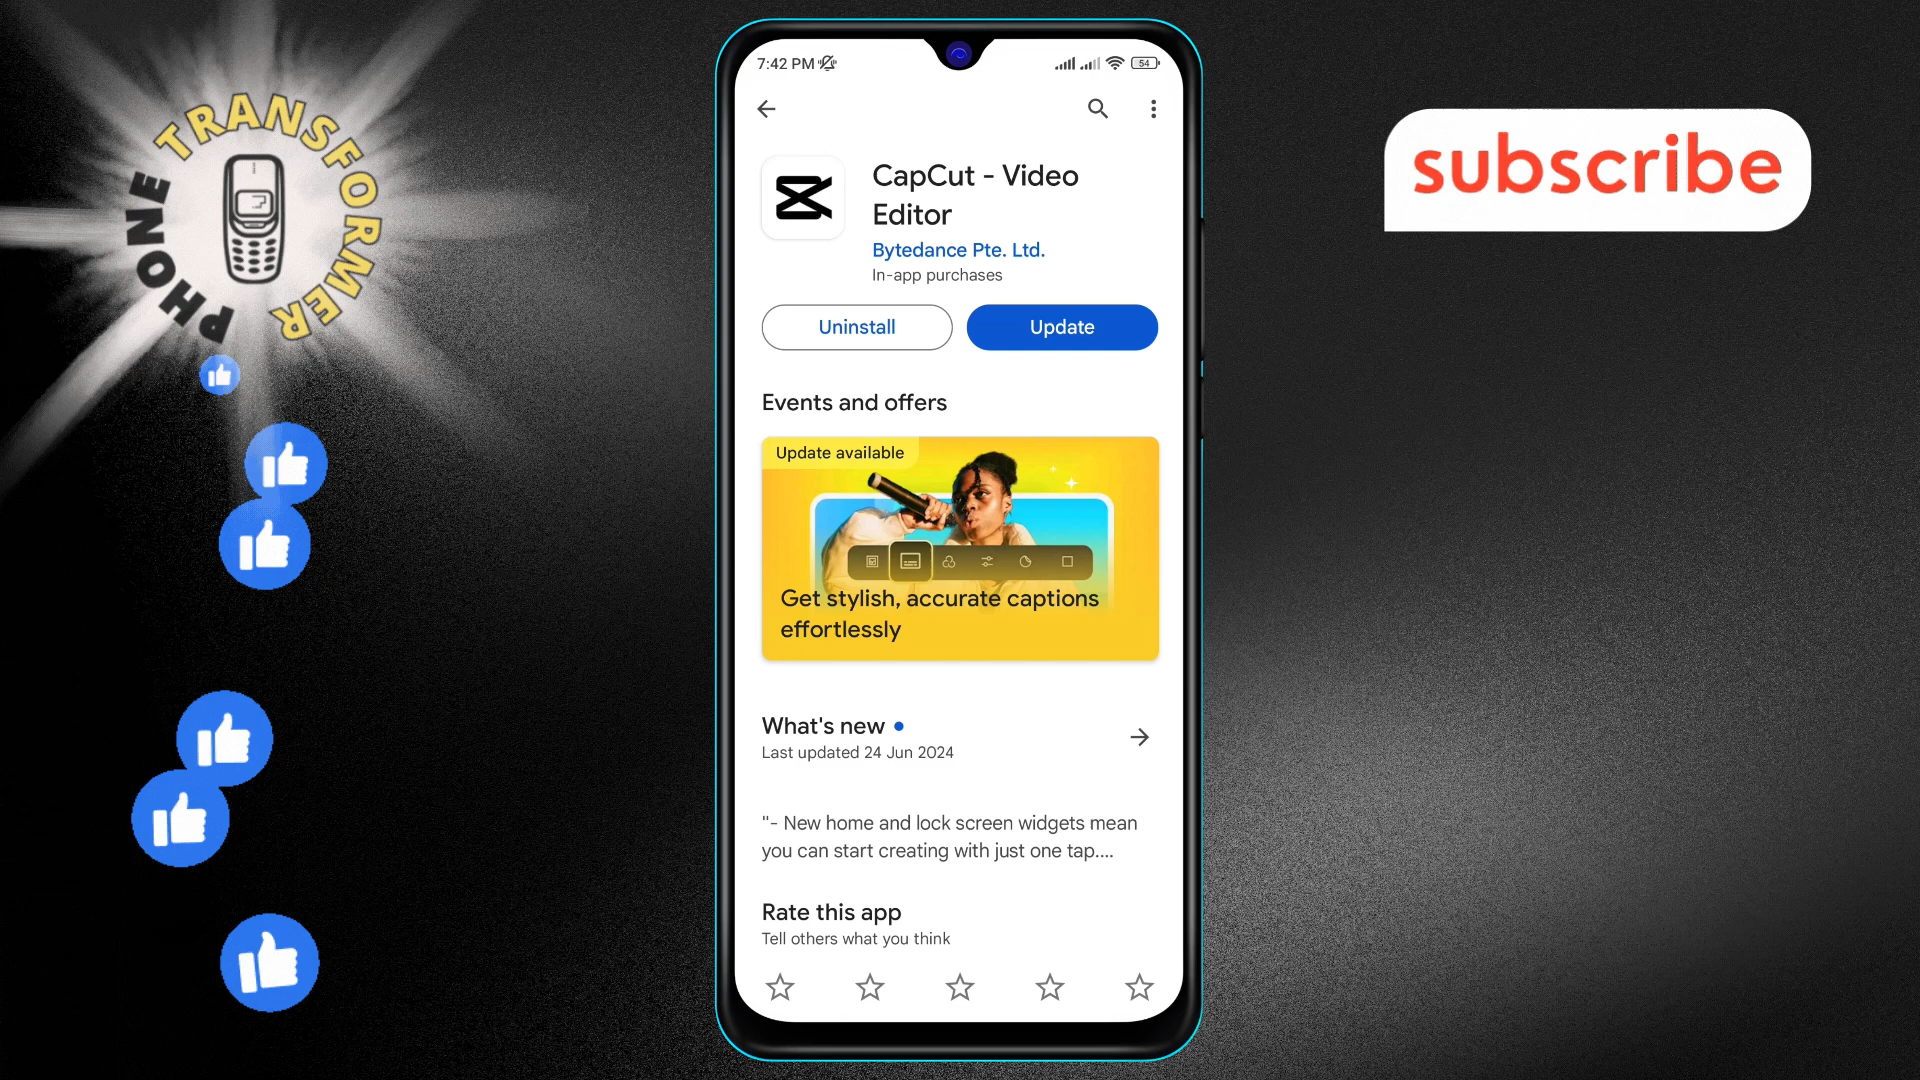 PHONE TRANSFORMER
subscribe
7:42 PM
54
CapCut - Video
Editor
Bytedance Pte. Ltd.
In-app purchases
Uninstall
Update
Events and offers
Update available
Get stylish, accurate captions
effortlessly
What's new
Last updated 24 Jun 2024
"- New home and lock screen widgets mean
you can start creating with just one tap....
Rate this app
Tell others what you think